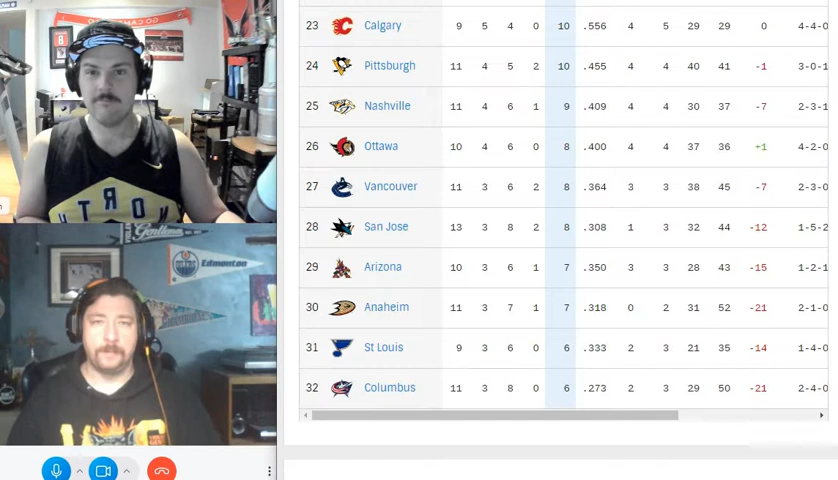 GO CAM
NORTH
Gentlemen
Edmonton
23 Calgary 9 5 4 0 10 .556 4 5 29 29 0 4-4-0
24 Pittsburgh 11 4 5 2 10 .455 4 4 40 41 -1 3-0-1
25 Nashville 11 4 6 1 9 .409 4 4 30 37 -7 2-3-1
26 Ottawa 10 4 6 0 8 .400 4 4 37 36 +1 4-2-0
27 Vancouver 11 3 6 2 8 .364 3 3 38 45 -7 2-3-0
28 San Jose 13 3 8 2 8 .308 1 3 32 44 -12 1-5-2
29 Arizona 10 3 6 1 7 .350 3 3 28 43 -15 1-2-1
30 Anaheim 11 3 7 1 7 .318 0 2 31 52 -21 2-1-0
31 St Louis 9 3 6 0 6 .333 2 3 21 35 -14 1-4-0
32 Columbus 11 3 8 0 6 .273 2 3 29 50 -21 2-4-0